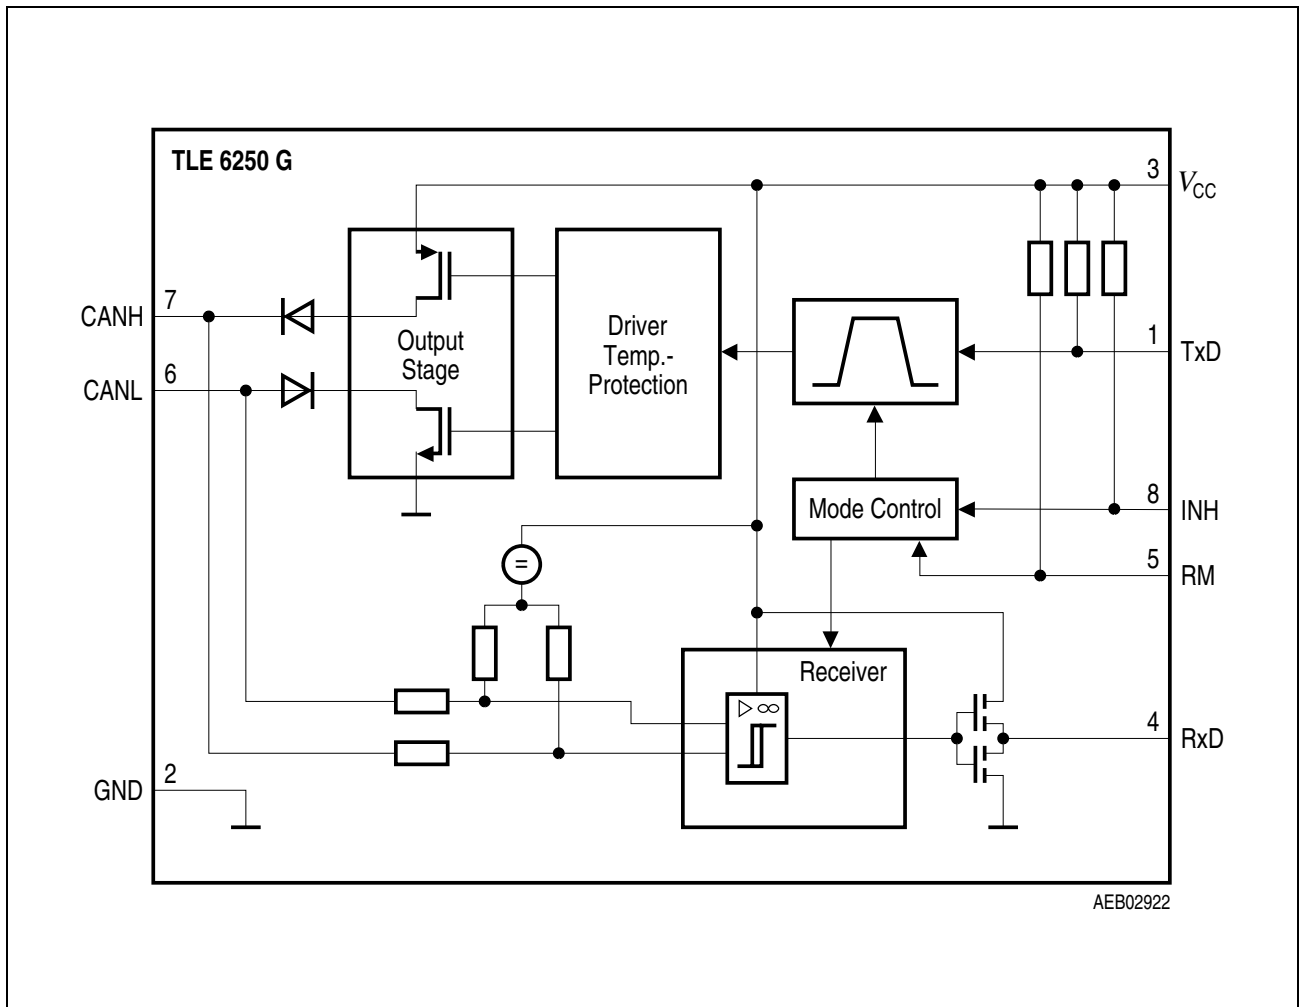 TLE 6250 G
3
VCC
7
CANH
Output
Stage
Driver
Temp.-
Protection
1
TxD
6
CANL
8
INH
Mode Control
5
RM
=
Receiver
▷ ∞
4
RxD
2
GND
AEB02922